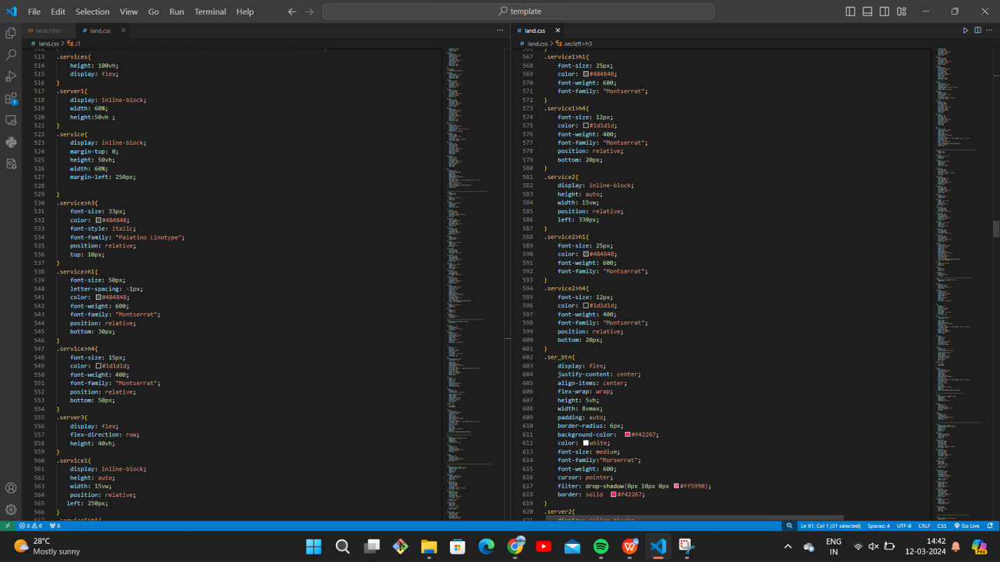 File Edit Selection View Go Run Terminal Help
template
land.html
land.css
land.css > .l1
513 .services{
514 height: 100vh;
515 display: flex;
516 }
517 .server1{
518 display: inline-block;
519 width: 60%;
520 height:50vh ;
521 }
522 .service{
523 display: inline-block;
524 margin-top: 0;
525 height: 50vh;
526 width: 60%;
527 margin-left: 250px;
528
529 }
530 .service>h3{
531 font-size: 33px;
532 color: #484848;
533 font-style: italic;
534 font-family: "Palatino Linotype";
535 position: relative;
536 top: 10px;
537 }
538 .service>h1{
539 font-size: 50px;
540 letter-spacing: -1px;
541 color: #484848;
542 font-weight: 600;
543 font-family: "Montserrat";
544 position: relative;
545 bottom: 30px;
546 }
547 .service>h4{
548 font-size: 15px;
549 color: #1d1d1d;
550 font-weight: 400;
551 font-family: "Montserrat";
552 position: relative;
553 bottom: 50px;
554 }
555 .server3{
556 display: flex;
557 flex-direction: row;
558 height: 40vh;
559 }
560 .service1{
561 display: inline-block;
562 height: auto;
563 width: 15vw;
564 position: relative;
565 left: 250px;
566 }
567 .service1>h1{
land.css
land.css > .secleft>h3
567 .service1>h1{
568 font-size: 25px;
569 color: #484848;
570 font-weight: 600;
571 font-family: "Montserrat";
572 }
573 .service1>h4{
574 font-size: 12px;
575 color: #1d1d1d;
576 font-weight: 400;
577 font-family: "Montserrat";
578 position: relative;
579 bottom: 20px;
580 }
581 .service2{
582 display: inline-block;
583 height: auto;
584 width: 15vw;
585 position: relative;
586 left: 330px;
587 }
588 .service2>h1{
589 font-size: 25px;
590 color: #484848;
591 font-weight: 600;
592 font-family: "Montserrat";
593 }
594 .service2>h4{
595 font-size: 12px;
596 color: #1d1d1d;
597 font-weight: 400;
598 font-family: "Montserrat";
599 position: relative;
600 bottom: 20px;
601 }
602 .ser_btn{
603 display: flex;
604 justify-content: center;
605 align-items: center;
606 flex-wrap: wrap;
607 height: 5vh;
608 width: 8vmax;
609 padding: auto;
610 border-radius: 6px;
611 background-color: #f42267;
612 color: white;
613 font-size: medium;
614 font-family:"Morserrat";
615 font-weight: 600;
616 cursor: pointer;
617 filter: drop-shadow(0px 10px 0px #ff5990);
618 border: solid #f42267;
619 }
620 .server2{
621 display: inline-block;
0 0 0
Ln 91, Col 1 (31 selected) Spaces: 4 UTF-8 CRLF CSS Go Live
28°C
Mostly sunny
ENG
IN
14:42
12-03-2024
PRE